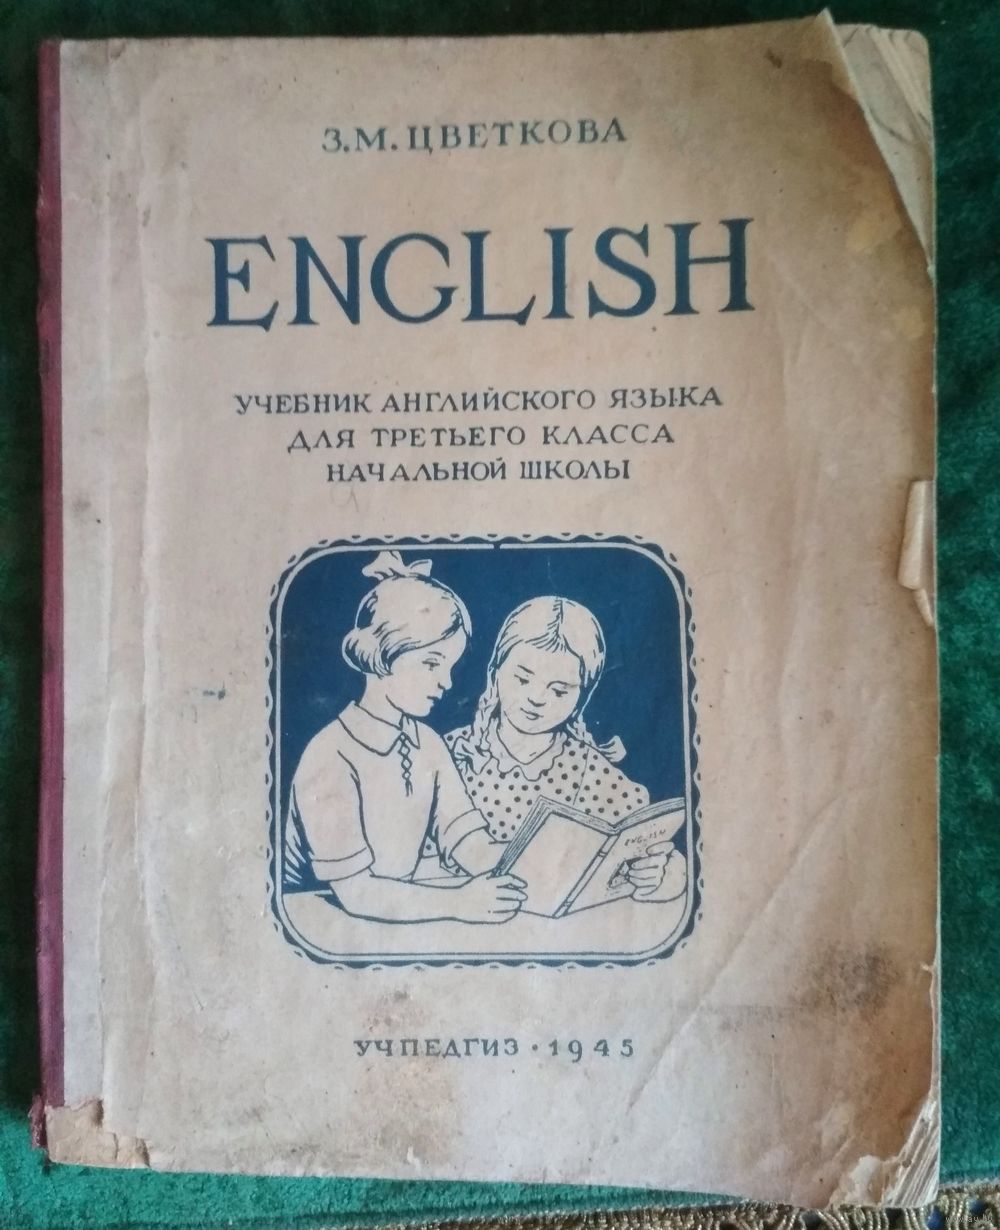 З.М. ЦВЕТКОВА
ENGLISH
УЧЕБНИК АНГЛИЙСКОГО ЯЗЫКА
ДЛЯ ТРЕТЬЕГО КЛАССА
НАЧАЛЬНОЙ ШКОЛЫ
ENGLISH
УЧПЕДГИЗ • 1945